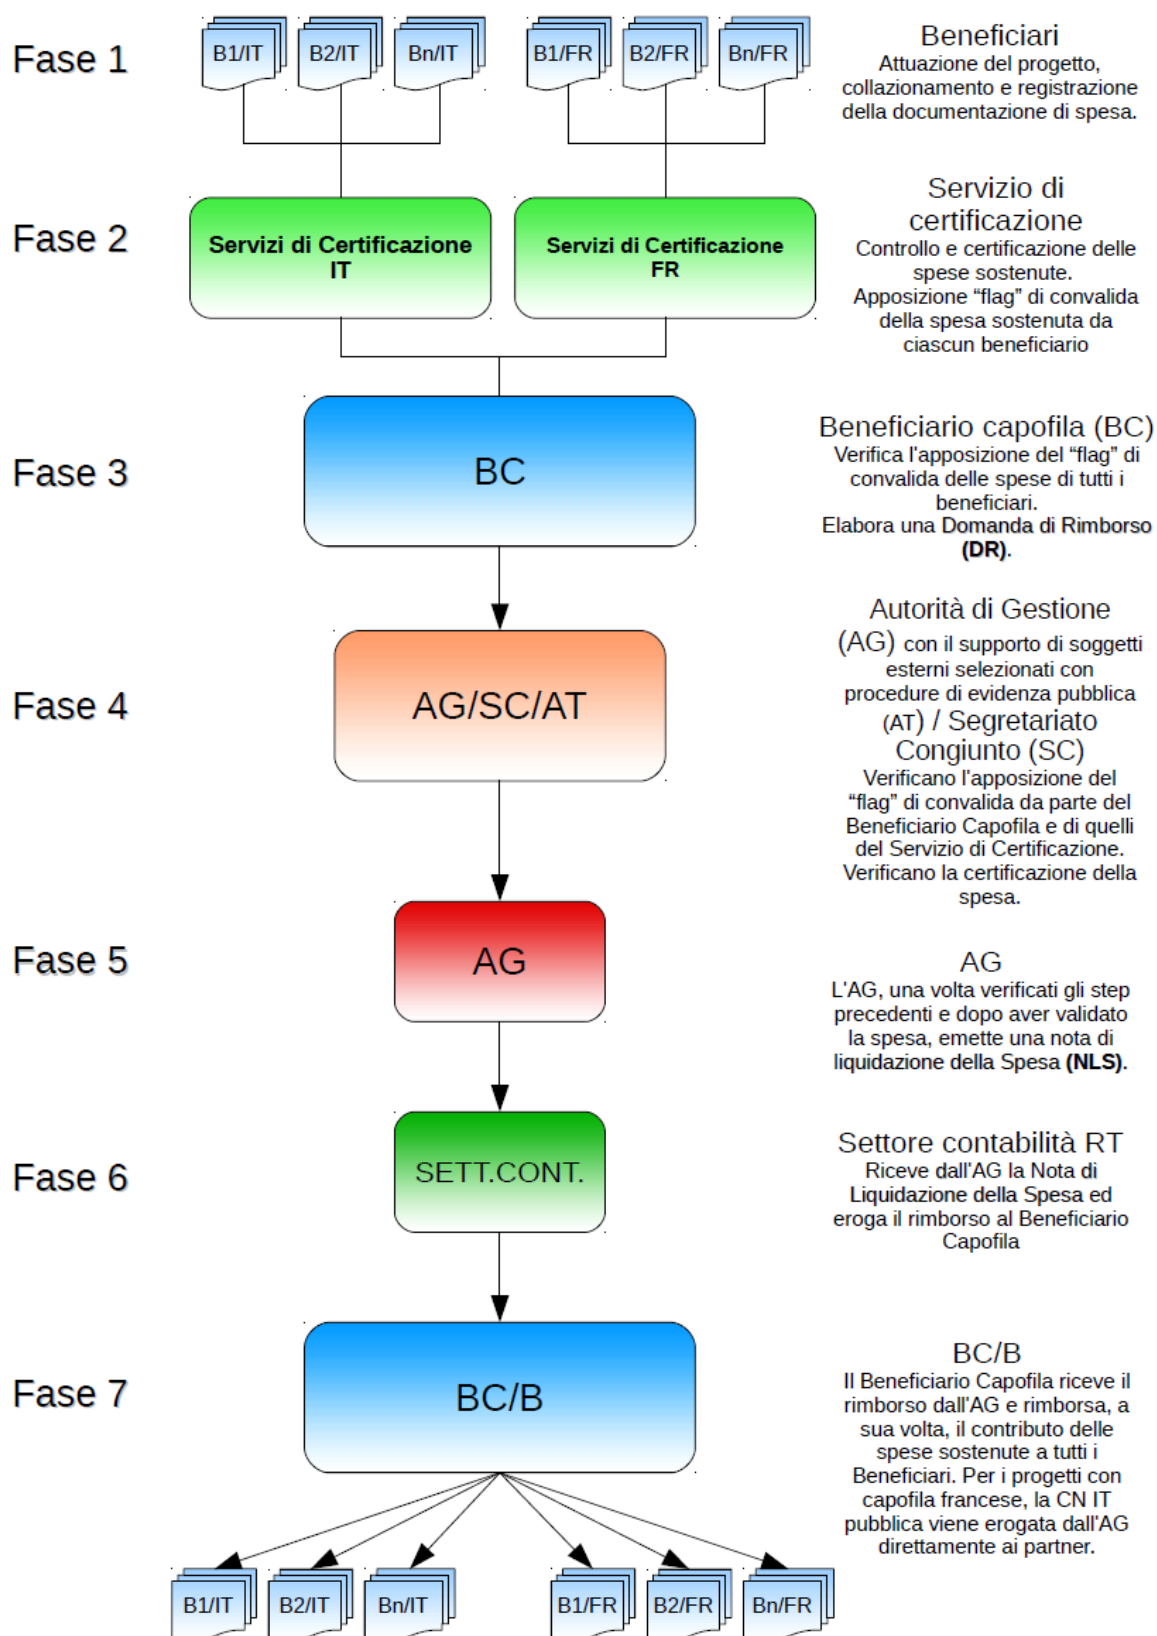 Fase 1
B1/IT
B2/IT
Bn/IT
B1/FR
B2/FR
Bn/FR
Beneficiari
Attuazione del progetto,
collazionamento e registrazione
della documentazione di spesa.
Fase 2
Servizi di Certificazione
IT
Servizi di Certificazione
FR
Servizio di
certificazione
Controllo e certificazione delle
spese sostenute.
Apposizione “flag” di convalida
della spesa sostenuta da
ciascun beneficiario
Fase 3
BC
Beneficiario capofila (BC)
Verifica l'apposizione del “flag” di
convalida delle spese di tutti i
beneficiari.
Elabora una Domanda di Rimborso
(DR).
Fase 4
AG/SC/AT
Autorità di Gestione
(AG) con il supporto di soggetti
esterni selezionati con
procedure di evidenza pubblica
(AT) / Segretariato
Congiunto (SC)
Verificano l'apposizione del
“flag” di convalida da parte del
Beneficiario Capofila e di quelli
del Servizio di Certificazione.
Verificano la certificazione della
spesa.
Fase 5
AG
AG
L'AG, una volta verificati gli step
precedenti e dopo aver validato
la spesa, emette una nota di
liquidazione della Spesa (NLS).
Fase 6
SETT.CONT.
Settore contabilità RT
Riceve dall'AG la Nota di
Liquidazione della Spesa ed
eroga il rimborso al Beneficiario
Capofila
Fase 7
BC/B
BC/B
Il Beneficiario Capofila riceve il
rimborso dall'AG e rimborsa, a
sua volta, il contributo delle
spese sostenute a tutti i
Beneficiari. Per i progetti con
capofila francese, la CN IT
pubblica viene erogata dall'AG
direttamente ai partner.
B1/IT
B2/IT
Bn/IT
B1/FR
B2/FR
Bn/FR